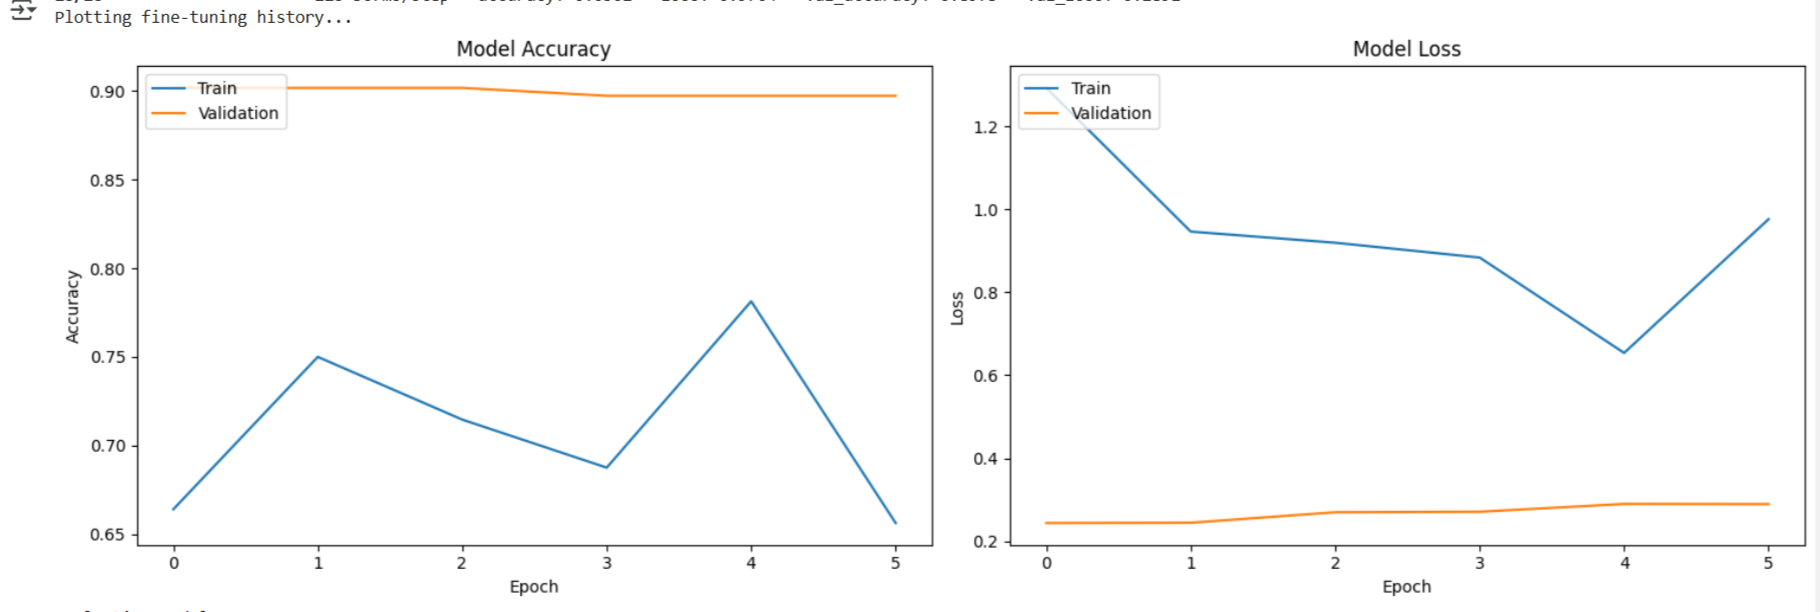 Plotting fine-tuning history...
Model Accuracy
Train
Validation
0.90
0.85
0.80
0.75
0.70
0.65
Accuracy
0 1 2 3 4 5
Epoch
Model Loss
Train
Validation
1.2
1.0
0.8
0.6
0.4
0.2
Loss
0 1 2 3 4 5
Epoch